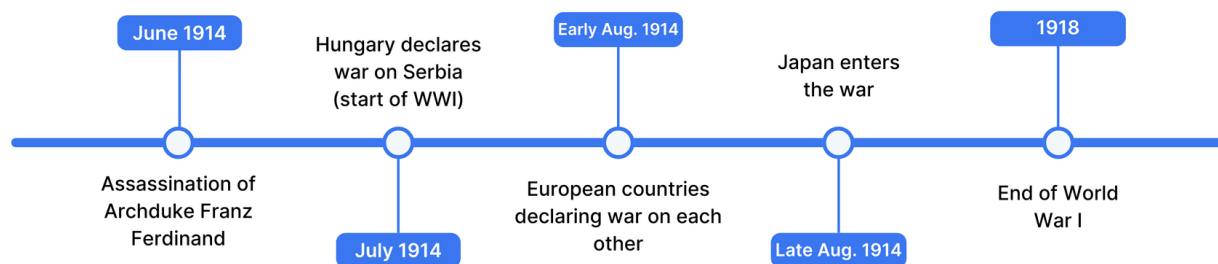 June 1914
Assassination of
Archduke Franz
Ferdinand
Hungary declares
war on Serbia
(start of WWI)
July 1914
Early Aug. 1914
European countries
declaring war on each
other
Japan enters
the war
Late Aug. 1914
1918
End of World
War I